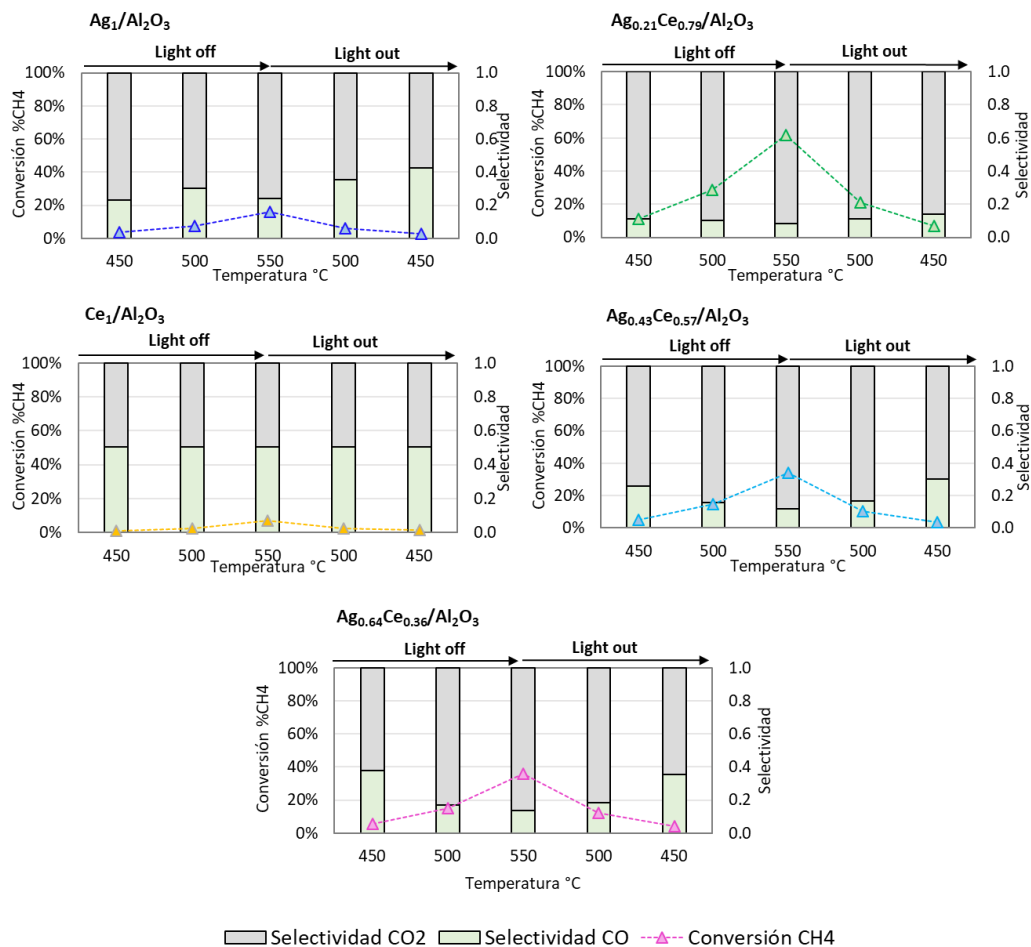 Ag₁/Al₂O₃
Light off Light out
Conversión %CH4
100%
80%
60%
40%
20%
0%
1.0
0.8
0.6
0.4
0.2
0.0
Selectividad
450 500 550 500 450
Temperatura °C
Ag₀.₂₁Ce₀.₇₉/Al₂O₃
Light off Light out
Conversión %CH4
100%
80%
60%
40%
20%
0%
1.0
0.8
0.6
0.4
0.2
0.0
Selectividad
450 500 550 500 450
Temperatura °C
Ce₁/Al₂O₃
Light off Light out
Conversión %CH4
100%
80%
60%
40%
20%
0%
1.0
0.8
0.6
0.4
0.2
0.0
Selectividad
450 500 550 500 450
Temperatura °C
Ag₀.₄₃Ce₀.₅₇/Al₂O₃
Light off Light out
Conversión %CH4
100%
80%
60%
40%
20%
0%
1.0
0.8
0.6
0.4
0.2
0.0
Selectividad
450 500 550 500 450
Temperatura °C
Ag₀.₆₄Ce₀.₃₆/Al₂O₃
Light off Light out
Conversión %CH4
100%
80%
60%
40%
20%
0%
1.0
0.8
0.6
0.4
0.2
0.0
Selectividad
450 500 550 500 450
Temperatura °C
Selectividad CO2 Selectividad CO Conversión CH4